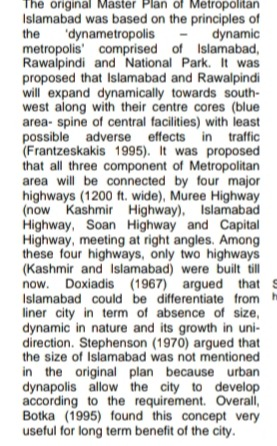 The original Master Plan of Metropolitan
Islamabad was based on the principles of
the 'dynametropolis – dynamic
metropolis' comprised of Islamabad,
Rawalpindi and National Park. It was
proposed that Islamabad and Rawalpindi
will expand dynamically towards south-
west along with their centre cores (blue
area- spine of central facilities) with least
possible adverse effects in traffic
(Frantzeskakis 1995). It was proposed
that all three component of Metropolitan
area will be connected by four major
highways (1200 ft. wide), Muree Highway
(now Kashmir Highway), Islamabad
Highway, Soan Highway and Capital
Highway, meeting at right angles. Among
these four highways, only two highways
(Kashmir and Islamabad) were built till
now. Doxiadis (1967) argued that
Islamabad could be differentiate from
liner city in term of absence of size,
dynamic in nature and its growth in uni-
direction. Stephenson (1970) argued that
the size of Islamabad was not mentioned
in the original plan because urban
dynapolis allow the city to develop
according to the requirement. Overall,
Botka (1995) found this concept very
useful for long term benefit of the city.